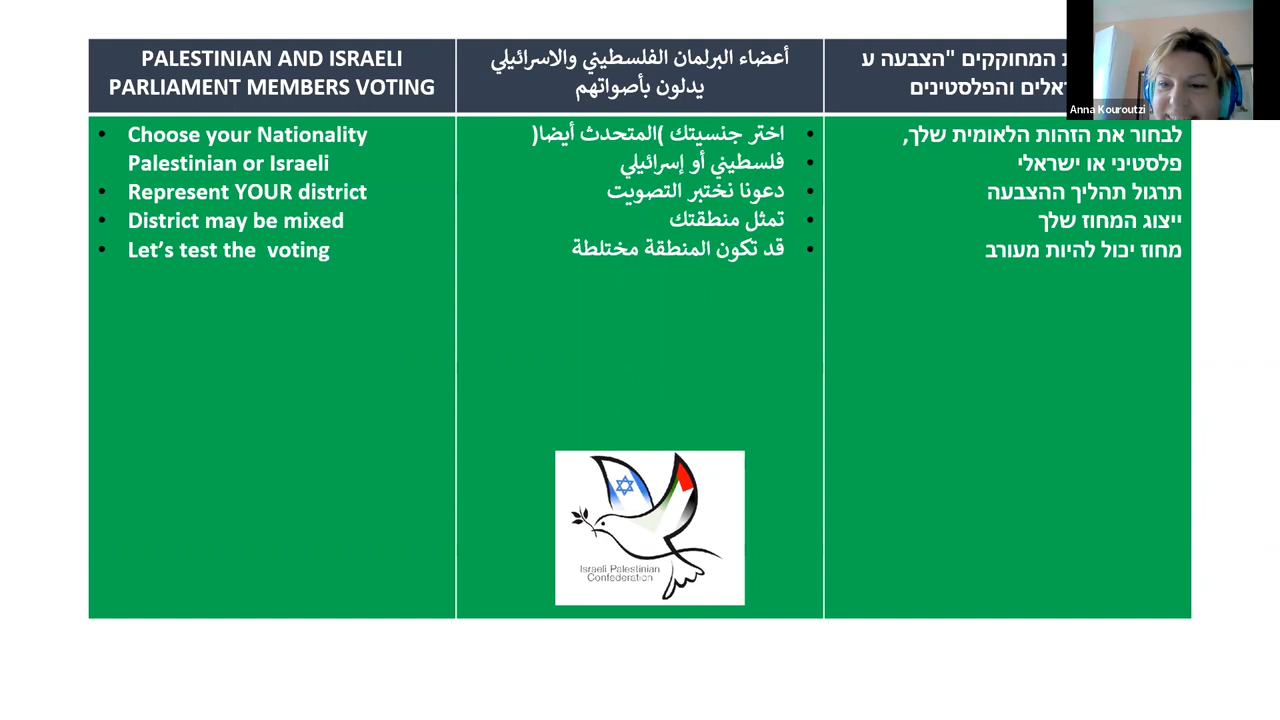 PALESTINIAN AND ISRAELI
PARLIAMENT MEMBERS VOTING
أعضاء البرلمان الفلسطيني والاسرائيلي
يدلون بأصواتهم
המחוקקים "הצבעה ע
והפלסטינים
Anna Kouroutzi
• Choose your Nationality
Palestinian or Israeli
• Represent YOUR district
• District may be mixed
• Let's test the voting
• اختر جنسيتك )المتحدث أيضا(
• فلسطيني أو إسرائيلي
• دعونا نختبر التصويت
• تمثل منطقتك
• قد تكون المنطقة مختلطة
לבחור את הזהות הלאומית שלך,
פלסטיני או ישראלי
תרגול תהליך ההצבעה
ייצוג המחוז שלך
מחוז יכול להיות מעורב
Israeli Palestinian
Confederation